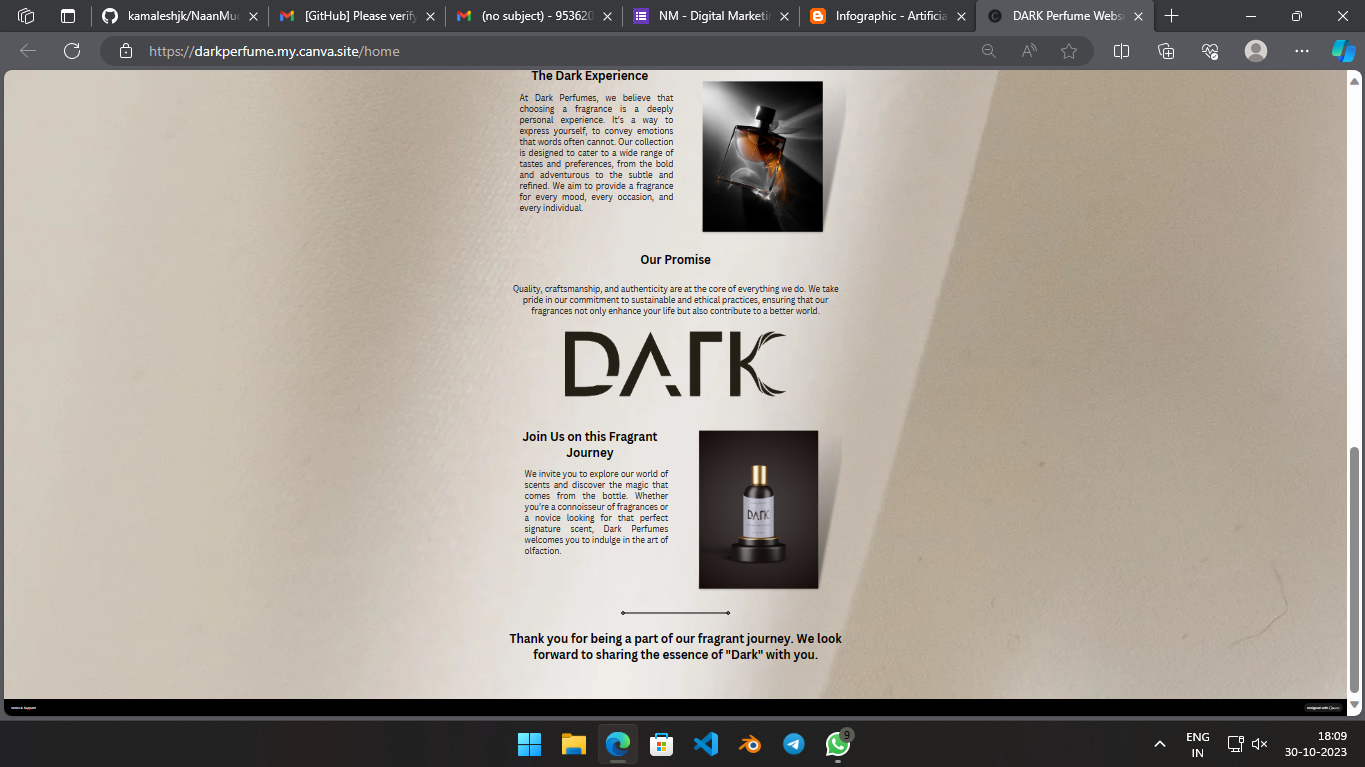 kamaleshjk/NaanMu
[GitHub] Please verify
(no subject) - 953620
NM - Digital Marketi
Infographic - Artificia
DARK Perfume Websi
https://darkperfume.my.canva.site/home
The Dark Experience
At Dark Perfumes, we believe that
choosing a fragrance is a deeply
personal experience. It's a way to
express yourself, to convey emotions
that words often cannot. Our collection
is designed to cater to a wide range of
tastes and preferences, from the bold
and adventurous to the subtle and
refined. We aim to provide a fragrance
for every mood, every occasion, and
every individual.
Our Promise
Quality, craftsmanship, and authenticity are at the core of everything we do. We take
pride in our commitment to sustainable and ethical practices, ensuring that our
fragrances not only enhance your life but also contribute to a better world.
DARK
Join Us on this Fragrant
Journey
We invite you to explore our world of
scents and discover the magic that
comes from the bottle. Whether
you're a connoisseur of fragrances or
a novice looking for that perfect
signature scent, Dark Perfumes
welcomes you to indulge in the art of
olfaction.
DARK
Thank you for being a part of our fragrant journey. We look
forward to sharing the essence of "Dark" with you.
9
ENG
IN
18:09
30-10-2023